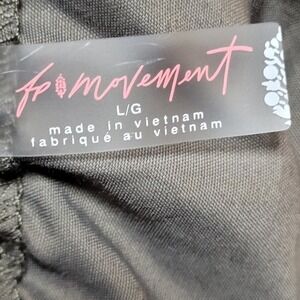 fp movement
L/G
made in vietnam
fabriqué au vietnam